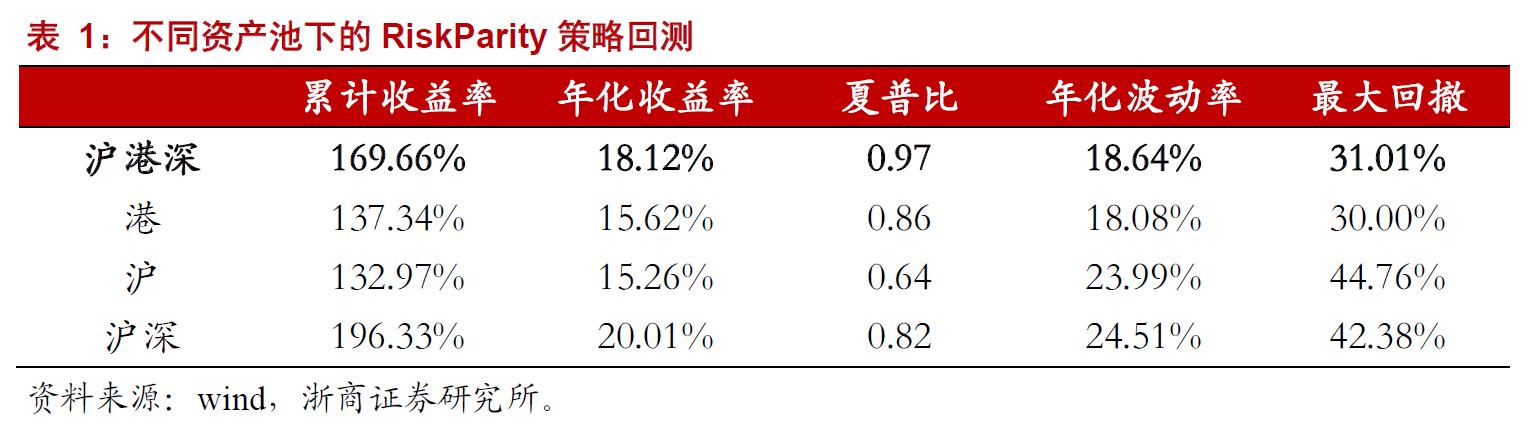 表 1：不同资产池下的 RiskParity 策略回测
累计收益率 年化收益率 夏普比 年化波动率 最大回撤
沪港深 169.66% 18.12% 0.97 18.64% 31.01%
港 137.34% 15.62% 0.86 18.08% 30.00%
沪 132.97% 15.26% 0.64 23.99% 44.76%
沪深 196.33% 20.01% 0.82 24.51% 42.38%
资料来源：wind，浙商证券研究所。